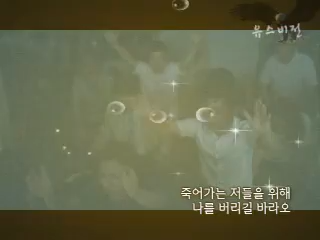 유스비전
죽어가는 저들을 위해
나를 버리길 바라오